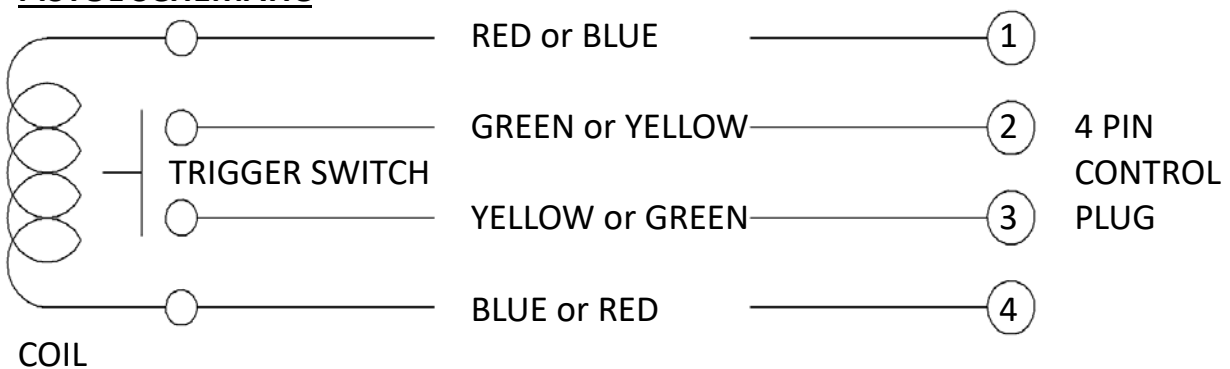 RED or BLUE 1
GREEN or YELLOW 2 4 PIN
TRIGGER SWITCH CONTROL
YELLOW or GREEN 3 PLUG
BLUE or RED 4
COIL